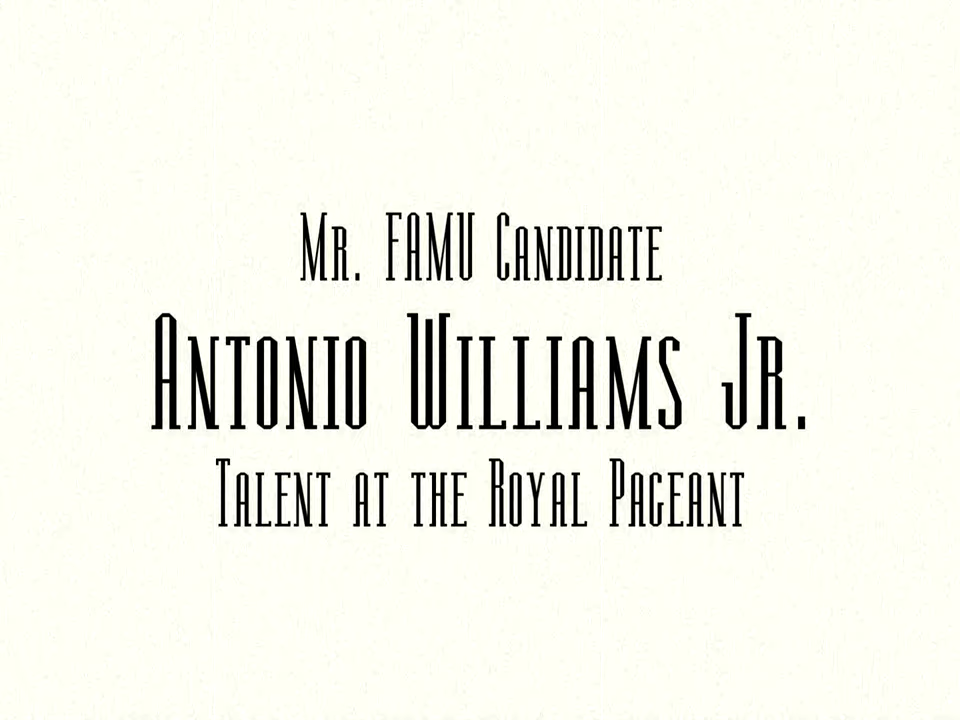 Mr. FAMU Candidate
Antonio Williams Jr.
Talent at the Royal Pageant